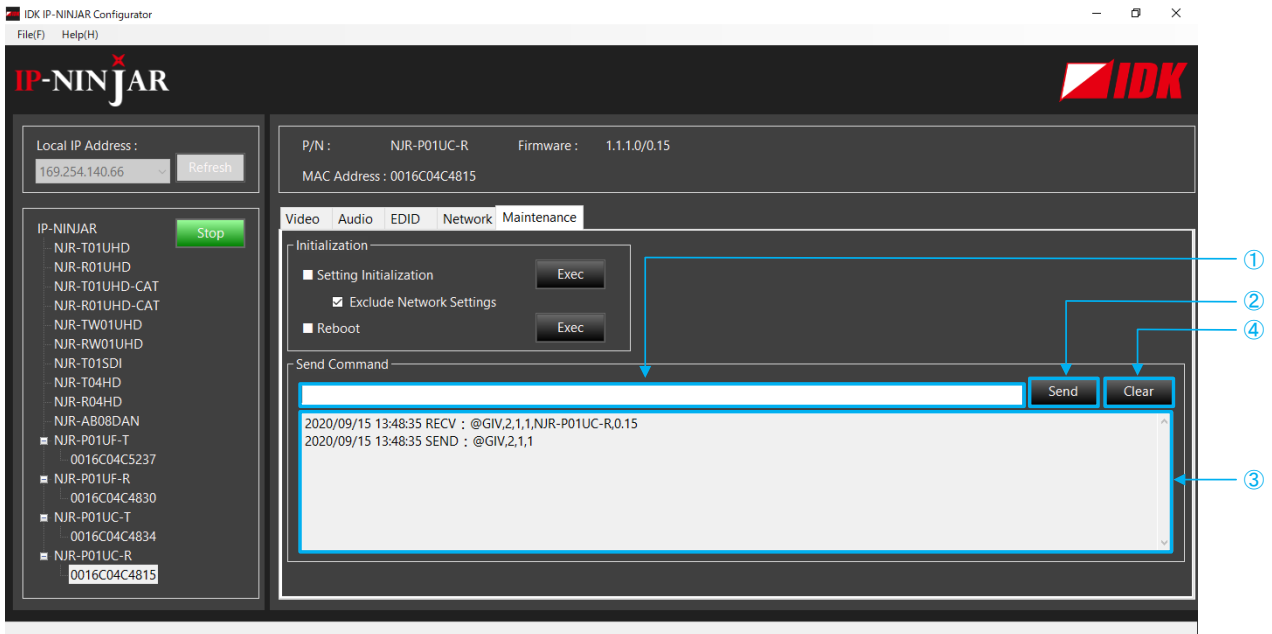 IDK IP-NINJAR Configurator
File(F) Help(H)
IP-NINJAR
IDK
Local IP Address :
169.254.140.66 Refresh
P/N : NJR-P01UC-R Firmware : 1.1.1.0/0.15
MAC Address : 0016C04C4815
IP-NINJAR
Stop
NJR-T01UHD
NJR-R01UHD
NJR-T01UHD-CAT
NJR-R01UHD-CAT
NJR-TW01UHD
NJR-RW01UHD
NJR-T01SDI
NJR-T04HD
NJR-R04HD
NJR-AB08DAN
NJR-P01UF-T
0016C04C5237
NJR-P01UF-R
0016C04C4830
NJR-P01UC-T
0016C04C4834
NJR-P01UC-R
0016C04C4815
Video Audio EDID Network Maintenance
Initialization
Setting Initialization Exec
Exclude Network Settings
Reboot Exec
Send Command
Send Clear
2020/09/15 13:48:35 RECV : @GIV,2,1,1,NJR-P01UC-R,0.15
2020/09/15 13:48:35 SEND : @GIV,2,1,1
①
②
④
③